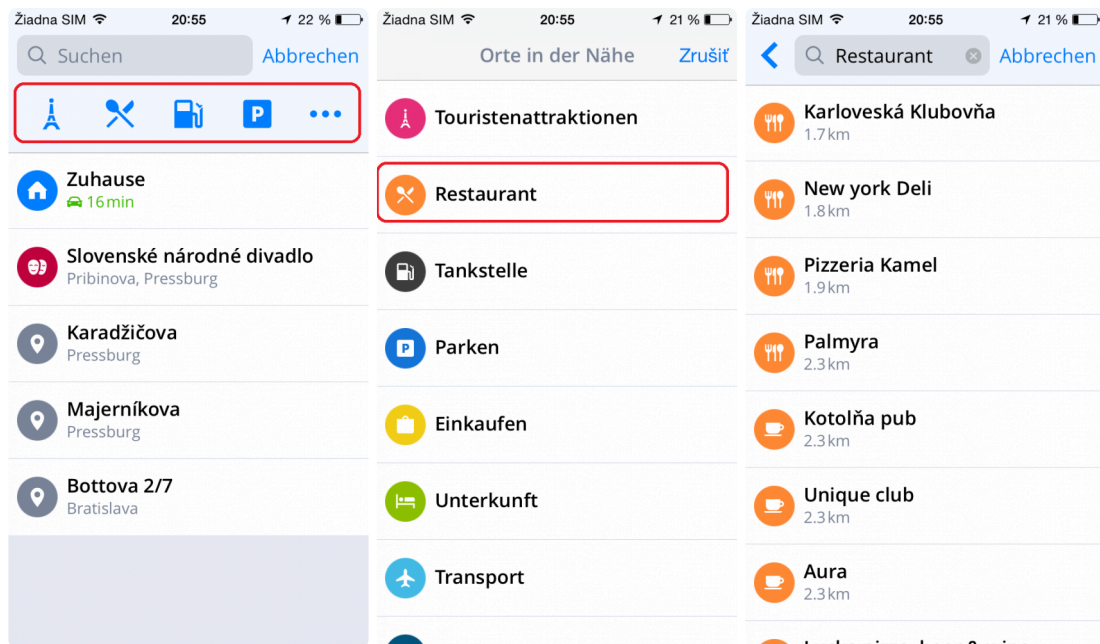 Žiadna SIM 20:55 22 %
Suchen Abbrechen
P
Zuhause
16 min
Slovenské národné divadlo
Pribinova, Pressburg
Karadžičova
Pressburg
Majerníkova
Pressburg
Bottova 2/7
Bratislava
Žiadna SIM 20:55 21 %
Orte in der Nähe Zrušiť
Touristenattraktionen
Restaurant
Tankstelle
P Parken
Einkaufen
Unterkunft
Transport
Žiadna SIM 20:55 21 %
Restaurant Abbrechen
Karloveská Klubovňa
1.7 km
New york Deli
1.8 km
Pizzeria Kamel
1.9 km
Palmyra
2.3 km
Kotolňa pub
2.3 km
Unique club
2.3 km
Aura
2.3 km